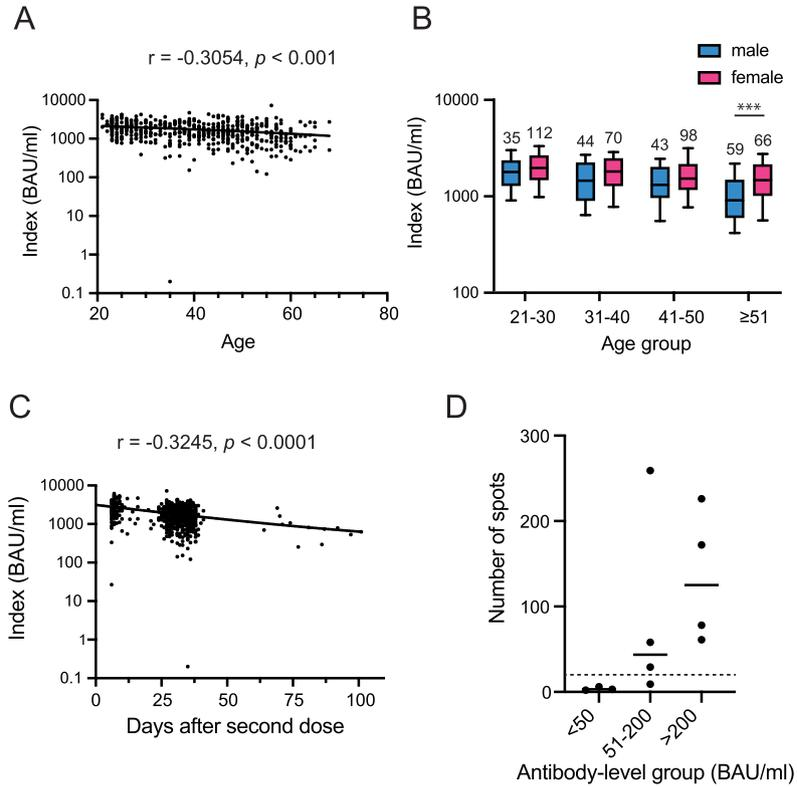 A
r = -0.3054, p < 0.001
Index (BAU/ml)
10000
1000
100
10
1
0.1
20 40 60 80
Age
B
male
female
***
Index (BAU/ml)
10000
1000
100
35 112 44 70 43 98 59 66
21-30 31-40 41-50 ≥51
Age group
C
r = -0.3245, p < 0.0001
Index (BAU/ml)
10000
1000
100
10
1
0.1
0 25 50 75 100
Days after second dose
D
Number of spots
300
200
100
0
<50 51-200 >200
Antibody-level group (BAU/ml)